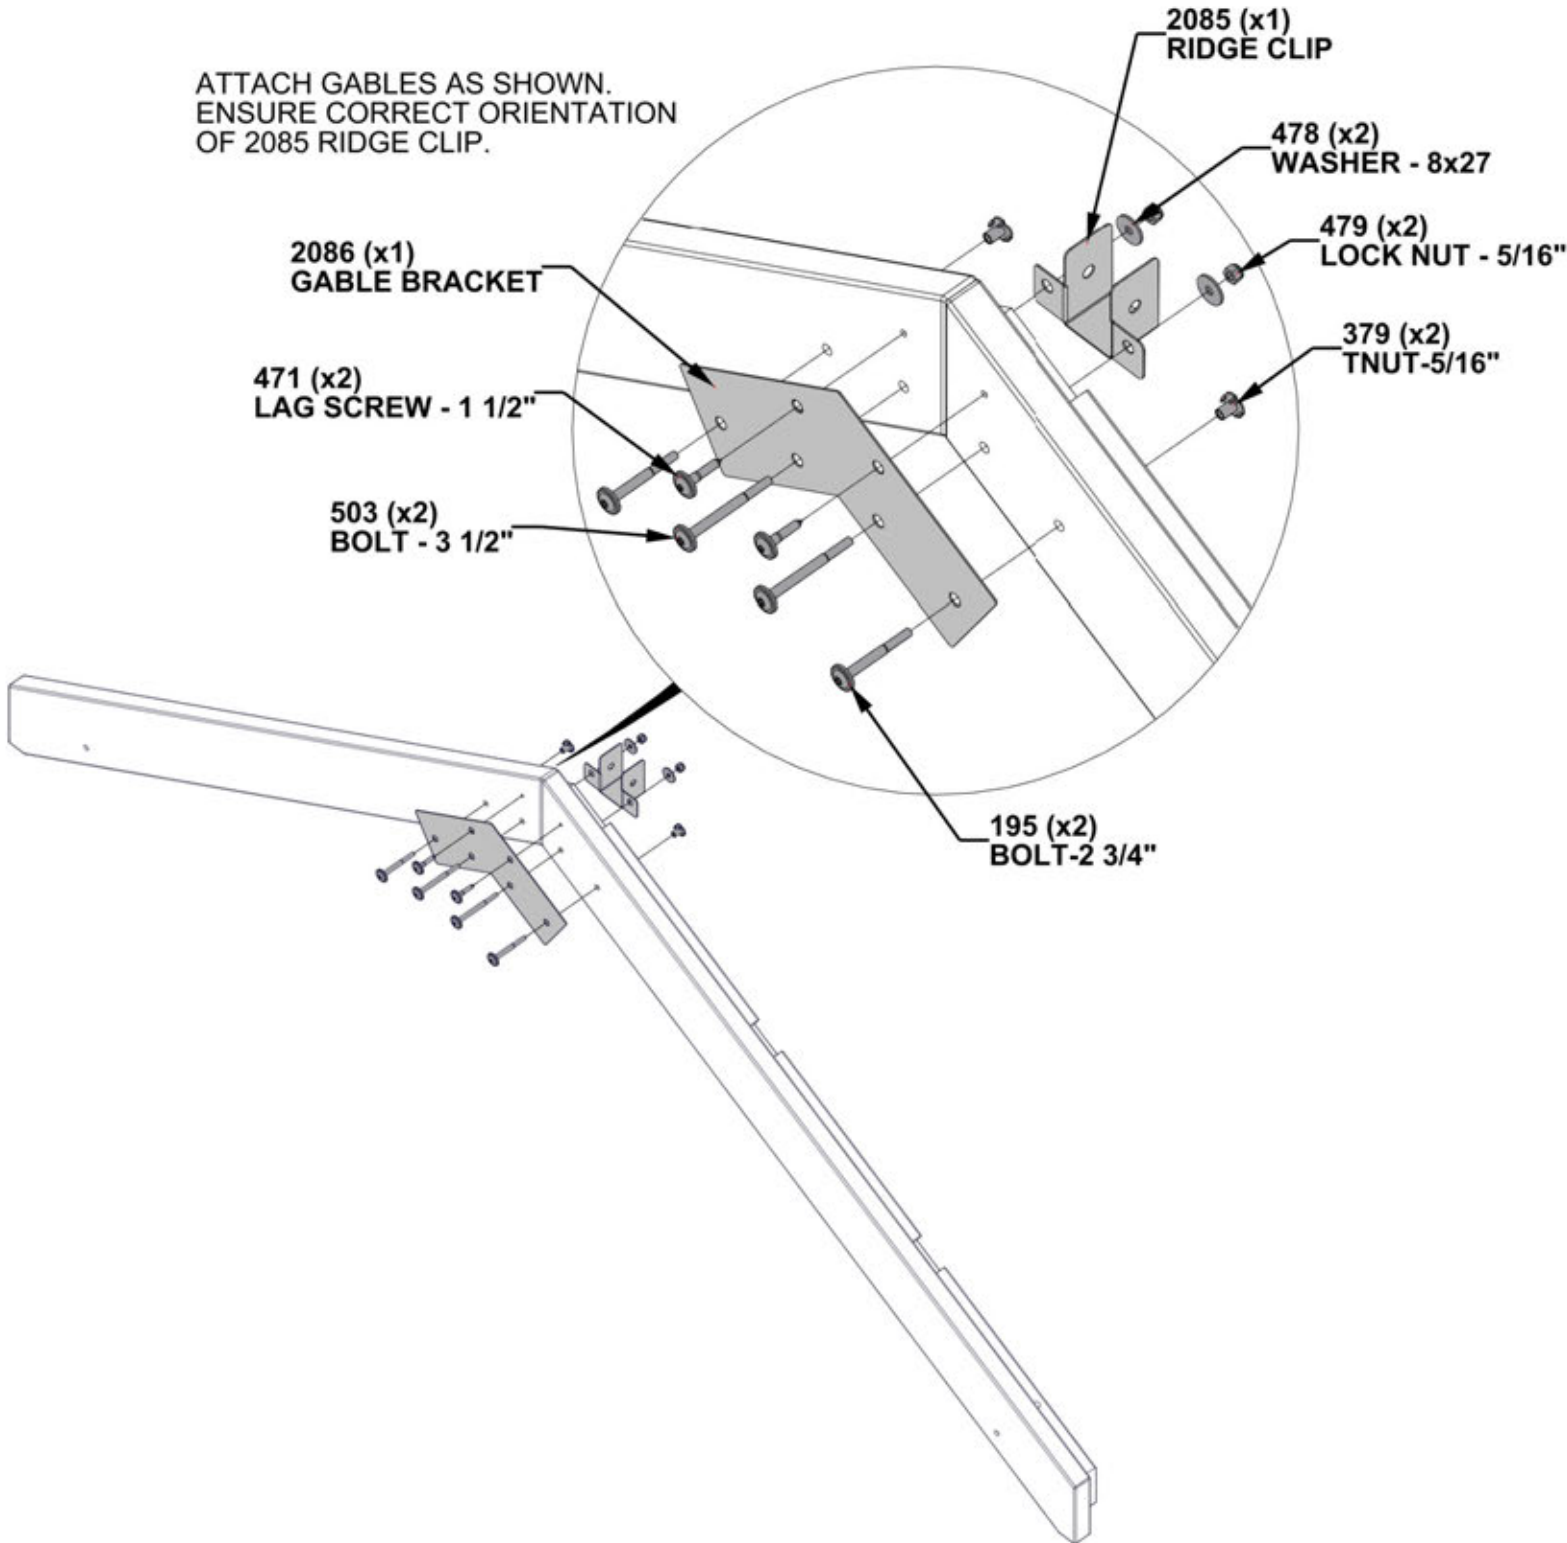 ATTACH GABLES AS SHOWN.
ENSURE CORRECT ORIENTATION
OF 2085 RIDGE CLIP.
2085 (x1)
RIDGE CLIP
478 (x2)
WASHER - 8x27
479 (x2)
LOCK NUT - 5/16"
379 (x2)
TNUT-5/16"
2086 (x1)
GABLE BRACKET
471 (x2)
LAG SCREW - 1 1/2"
503 (x2)
BOLT - 3 1/2"
195 (x2)
BOLT-2 3/4"